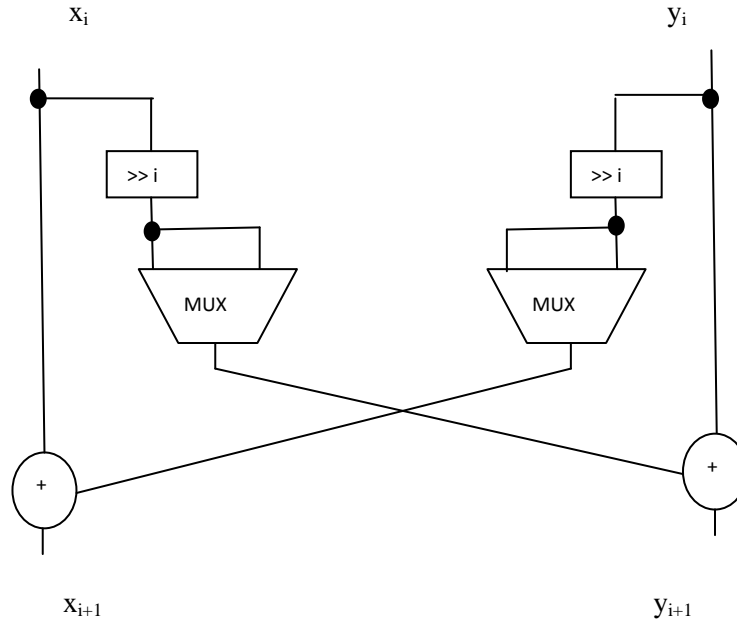 xᵢ yᵢ
>> i >> i
MUX MUX
+ +
xᵢ₊₁ yᵢ₊₁